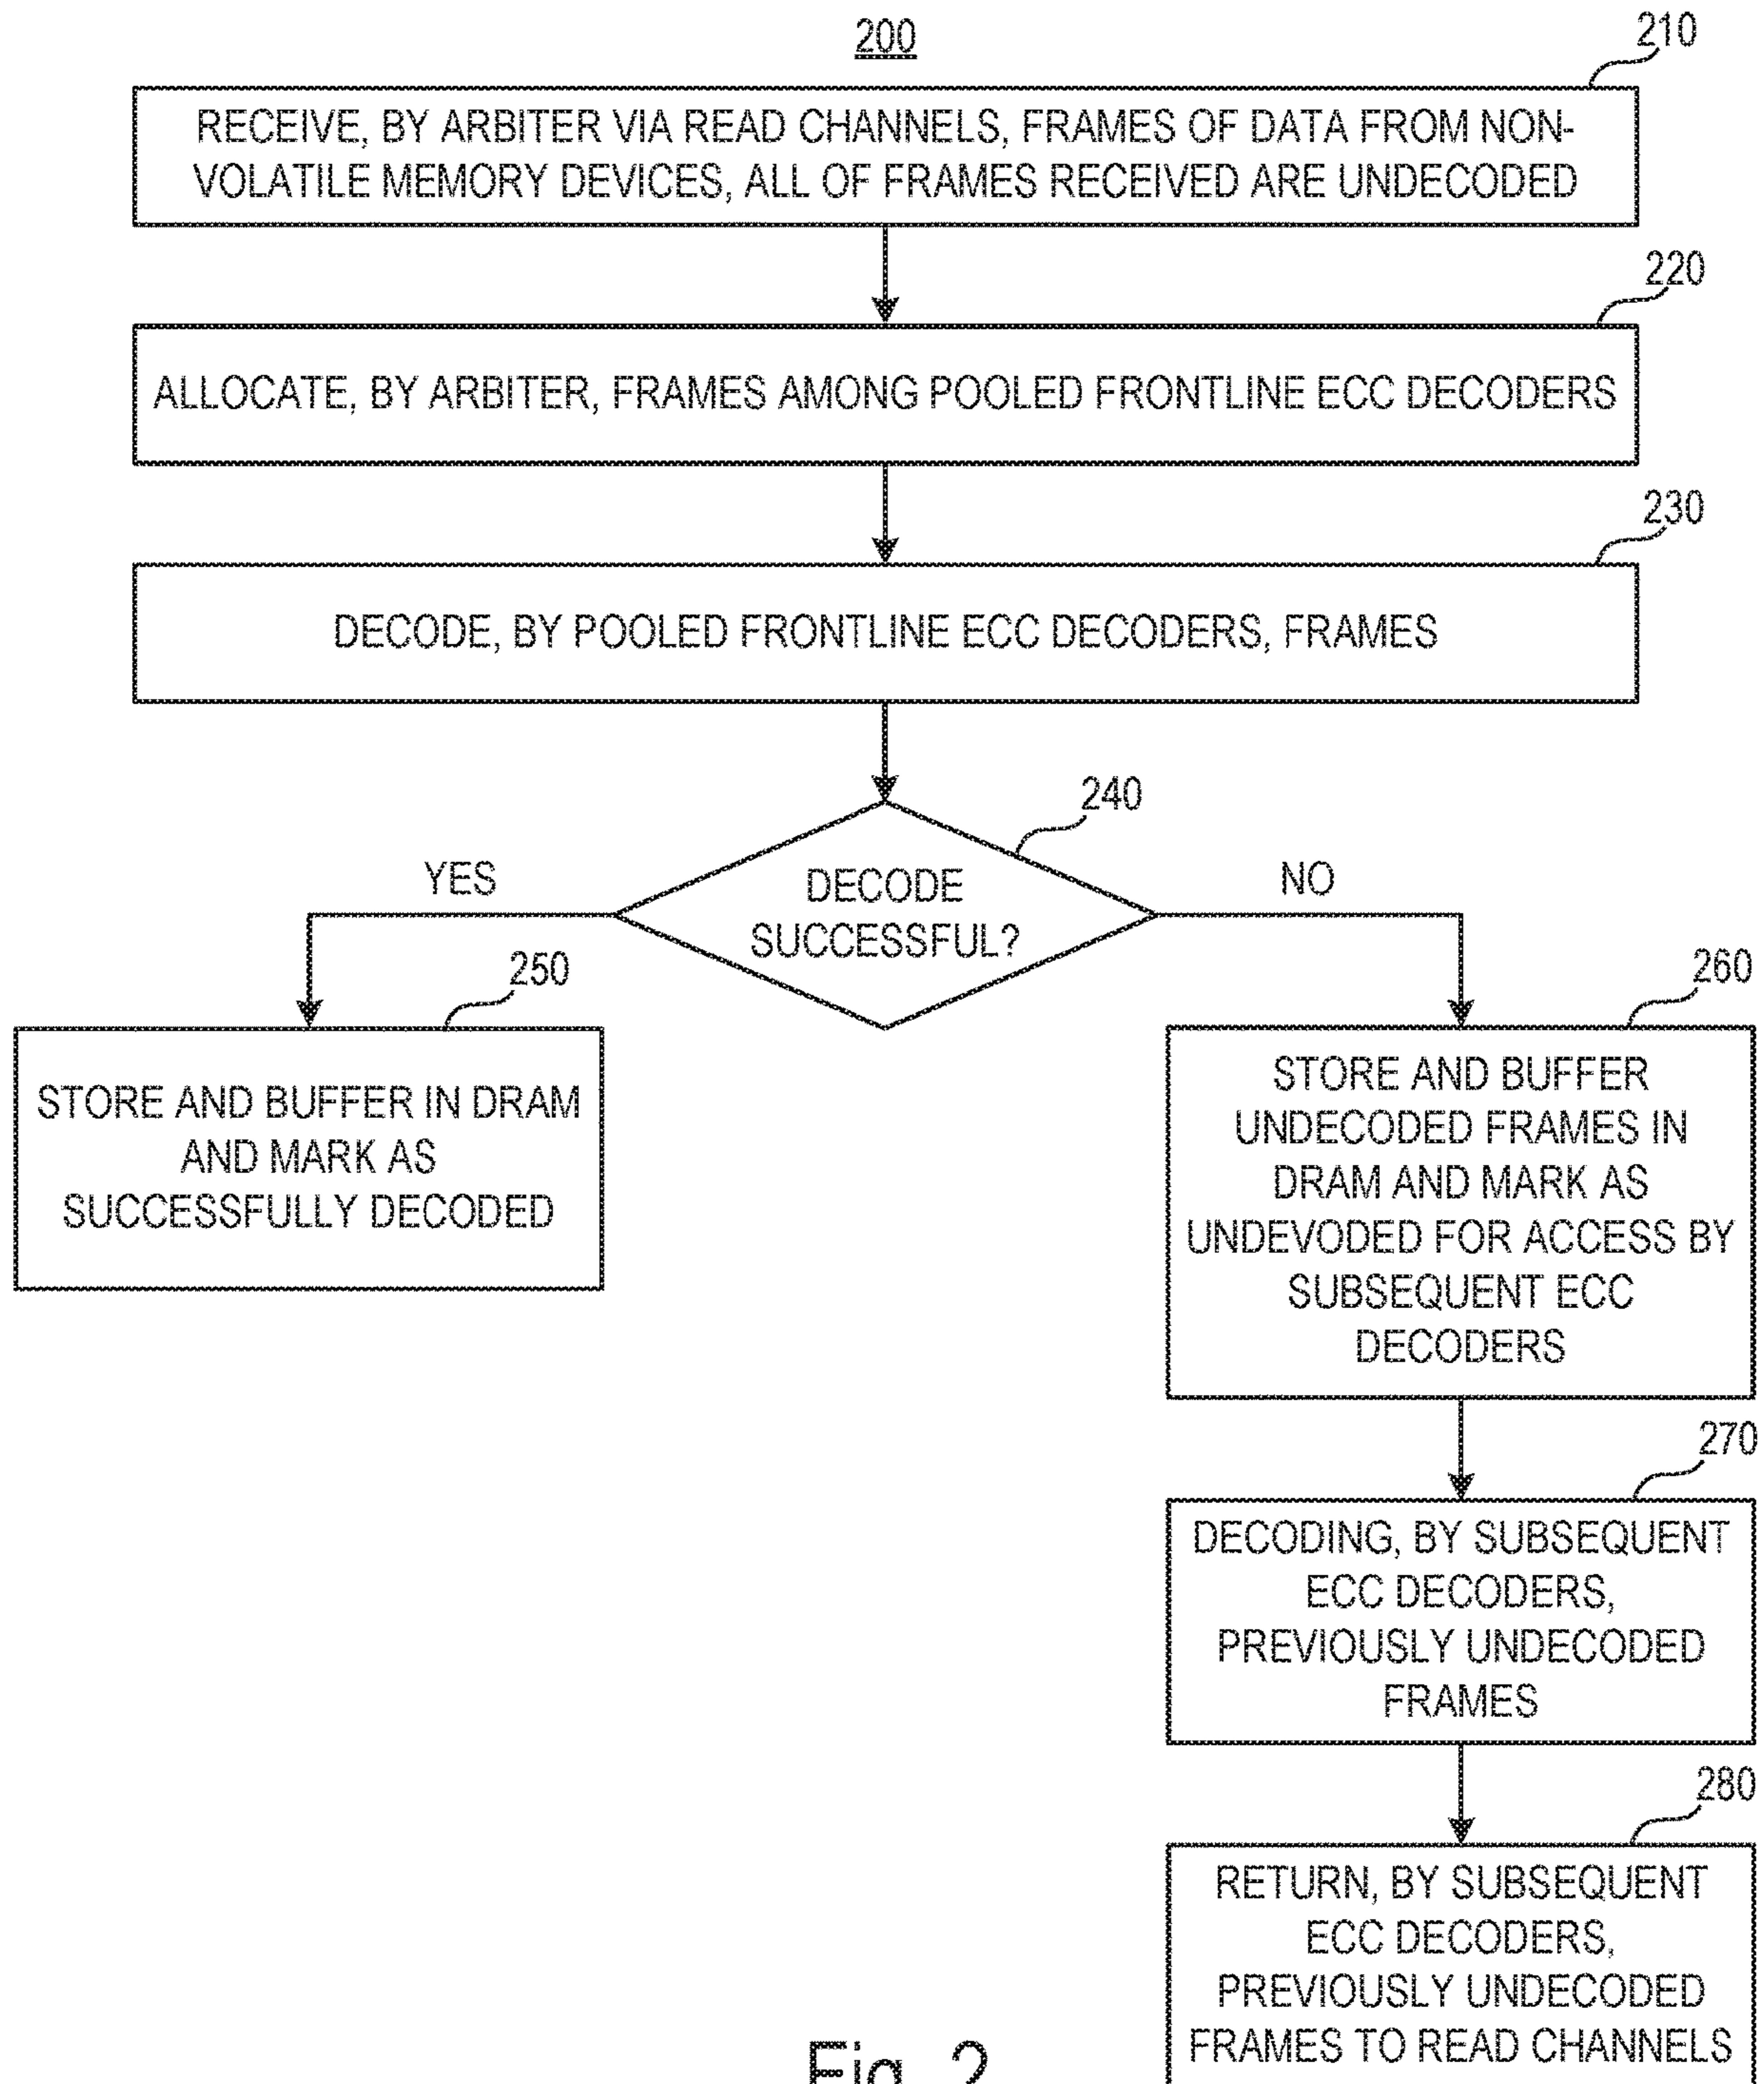 200
210
RECEIVE, BY ARBITER VIA READ CHANNELS, FRAMES OF DATA FROM NON-
VOLATILE MEMORY DEVICES, ALL OF FRAMES RECEIVED ARE UNDECODED
220
ALLOCATE, BY ARBITER, FRAMES AMONG POOLED FRONTLINE ECC DECODERS
230
DECODE, BY POOLED FRONTLINE ECC DECODERS, FRAMES
240
DECODE
SUCCESSFUL?
YES
NO
250
STORE AND BUFFER IN DRAM
AND MARK AS
SUCCESSFULLY DECODED
260
STORE AND BUFFER
UNDECODED FRAMES IN
DRAM AND MARK AS
UNDEVODED FOR ACCESS BY
SUBSEQUENT ECC
DECODERS
270
DECODING, BY SUBSEQUENT
ECC DECODERS,
PREVIOUSLY UNDECODED
FRAMES
280
RETURN, BY SUBSEQUENT
ECC DECODERS,
PREVIOUSLY UNDECODED
FRAMES TO READ CHANNELS
Fig. 2